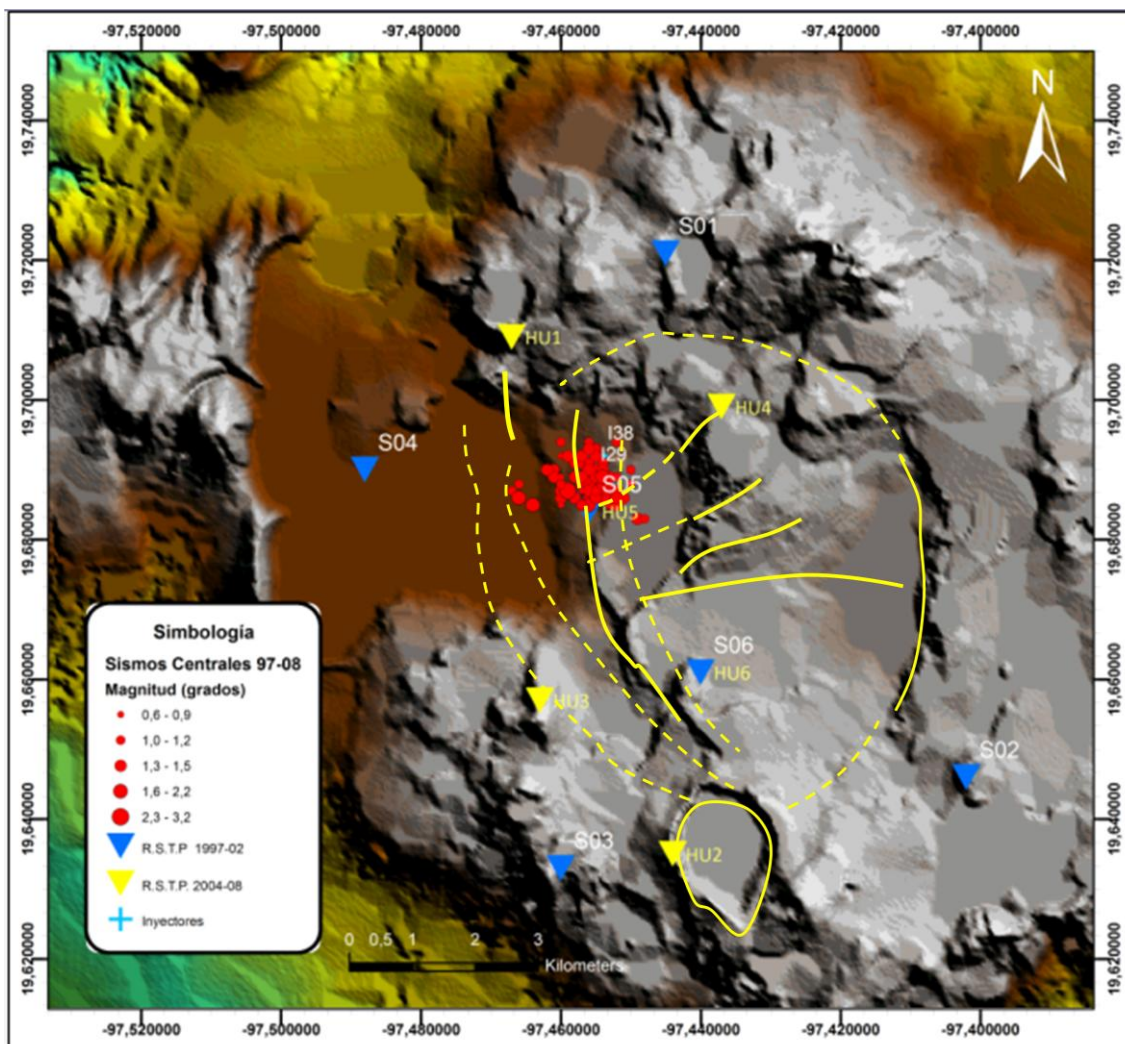 -97,520000 -97,500000 -97,480000 -97,460000 -97,440000 -97,420000 -97,400000
19,740000 19,740000
N
S01
19,720000 19,720000
HU1
19,700000 19,700000
HU4
I38
S04
I29
S05
HU5
19,680000 19,680000
Simbología
S06
Sismos Centrales 97-08
HU6
19,660000 19,660000
Magnitud (grados)
HU3
0,6 - 0,9
1,0 - 1,2
S02
1,3 - 1,5
1,6 - 2,2
2,3 - 3,2
19,640000 19,640000
R.S.T.P 1997-02
S03
HU2
R.S.T.P. 2004-08
Inyectores
0 0,5 1 2 3
Kilometers
19,620000 19,620000
-97,520000 -97,500000 -97,480000 -97,460000 -97,440000 -97,420000 -97,400000